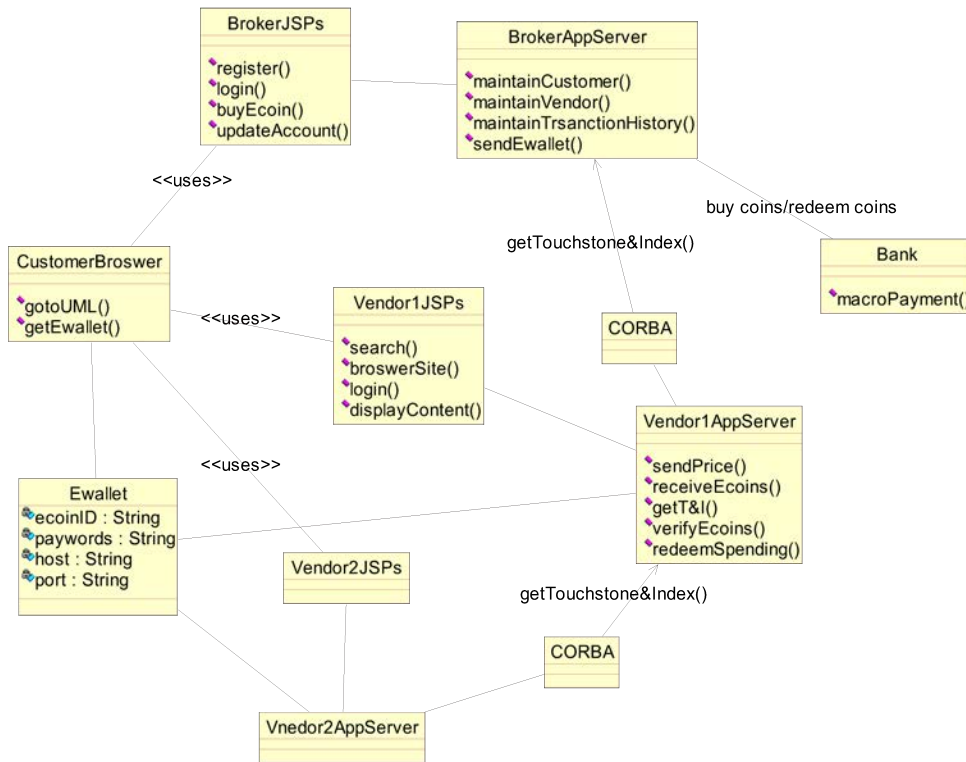 BrokerJSPs
register()
login()
buyEcoin()
updateAccount()
BrokerAppServer
maintainCustomer()
maintainVendor()
maintainTrsanctionHistory()
sendEwallet()
<<uses>>
buy coins/redeem coins
getTouchstone&Index()
Bank
macroPayment()
CustomerBroswer
gotoUML()
getEwallet()
<<uses>>
Vendor1JSPs
search()
broswerSite()
login()
displayContent()
CORBA
Vendor1AppServer
sendPrice()
receiveEcoins()
getT&I()
verifyEcoins()
redeemSpending()
<<uses>>
Ewallet
ecoinID : String
paywords : String
host : String
port : String
Vendor2JSPs
getTouchstone&Index()
CORBA
Vnedor2AppServer